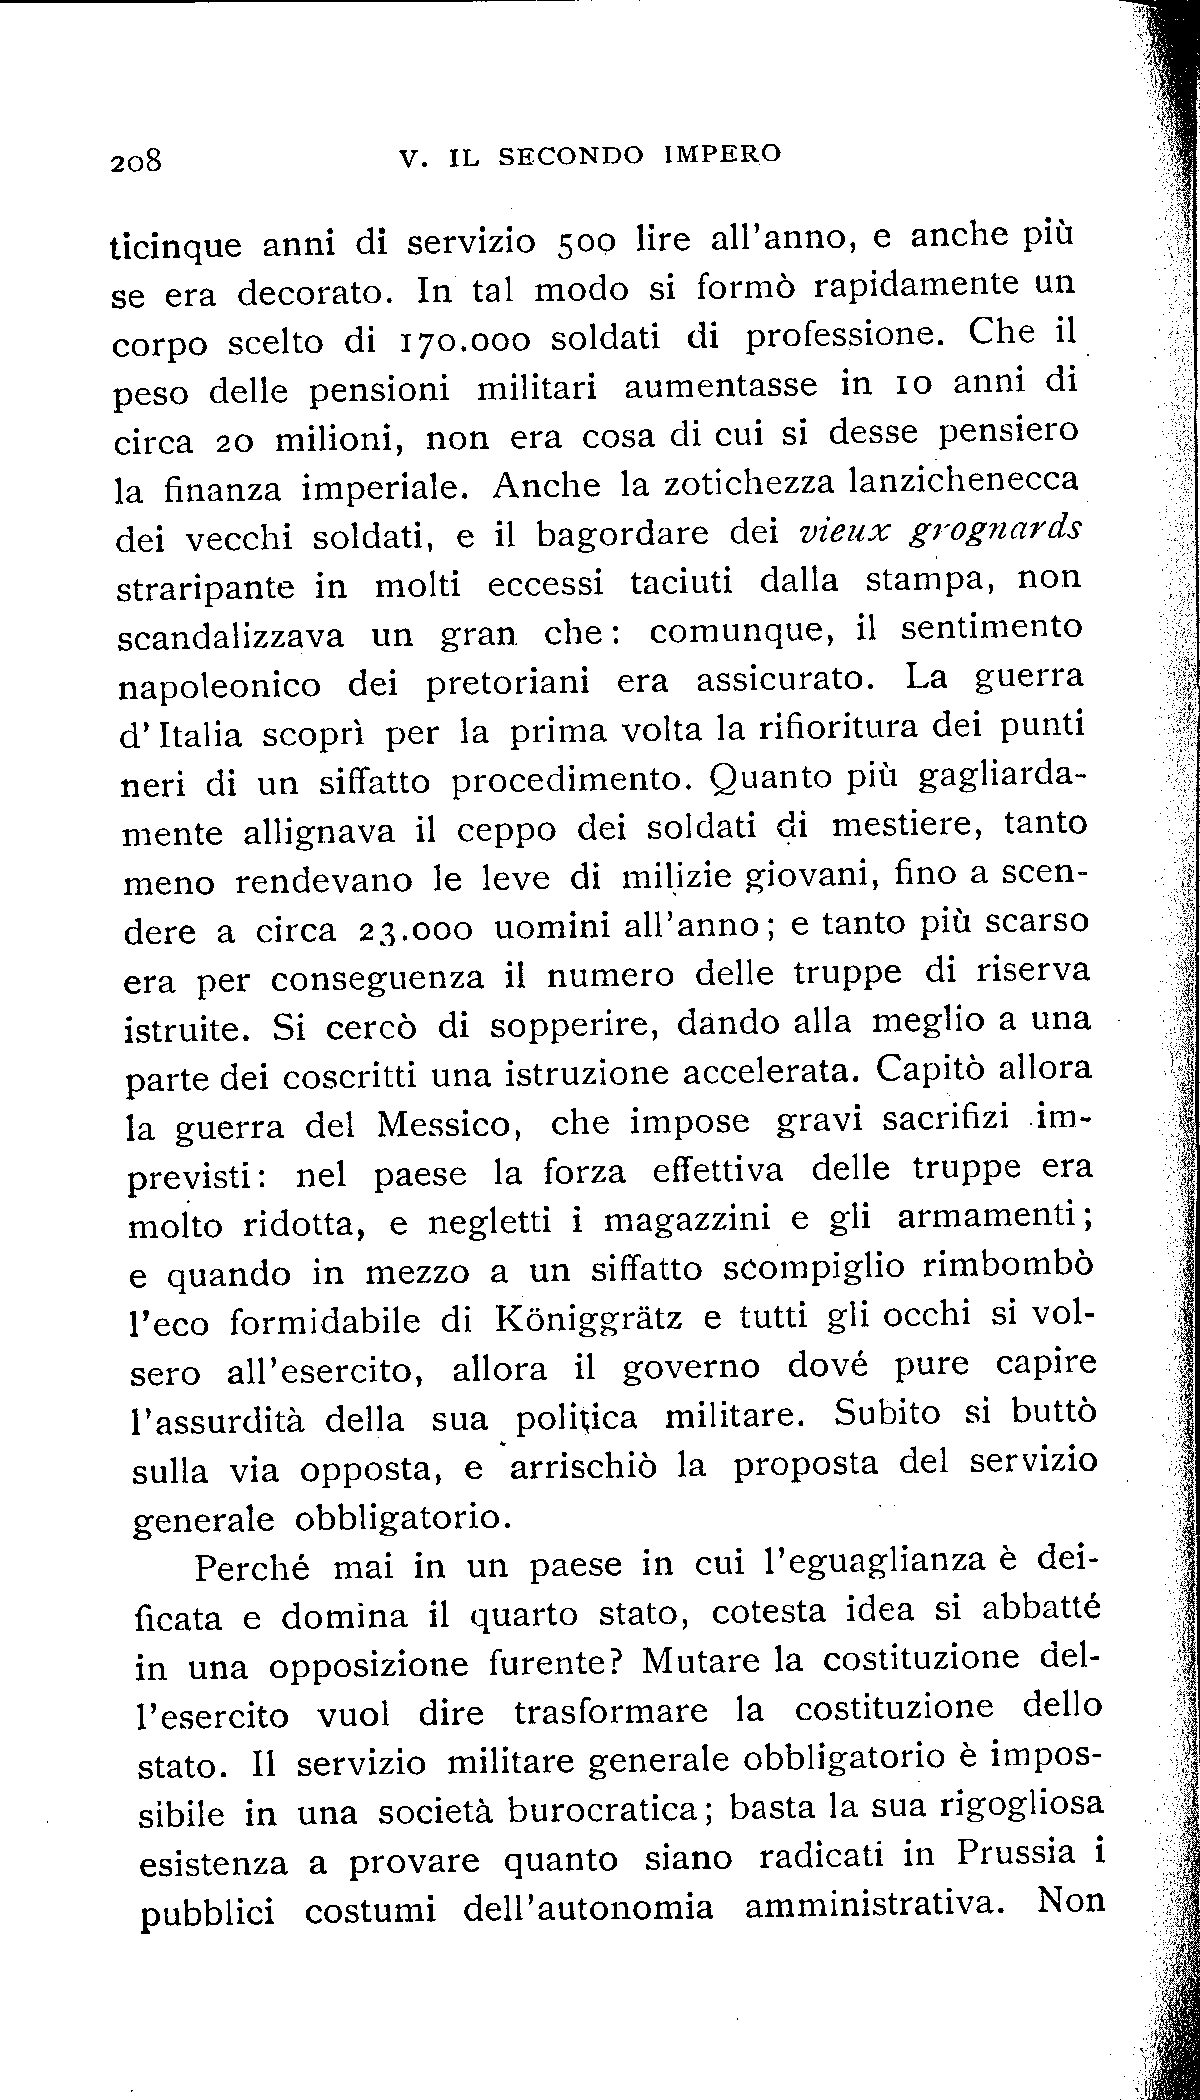 208
V. IL SECONDO IMPERO
ticinque anni di servizio 500 lire all'anno, e anche più
se era decorato. In tal modo si formò rapidamente un
corpo scelto di 170.000 soldati di professione. Che il
peso delle pensioni militari aumentasse in 10 anni di
circa 20 milioni, non era cosa di cui si desse pensiero
la finanza imperiale. Anche la zotichezza lanzichenecca
dei vecchi soldati, e il bagordare dei vieux grognards
straripante in molti eccessi taciuti dalla stampa, non
scandalizzava un gran che: comunque, il sentimento
napoleonico dei pretoriani era assicurato. La guerra
d'Italia scoprì per la prima volta la rifioritura dei punti
neri di un siffatto procedimento. Quanto più gagliarda-
mente allignava il ceppo dei soldati di mestiere, tanto
meno rendevano le leve di milizie giovani, fino a scen-
dere a circa 23.000 uomini all'anno; e tanto più scarso
era per conseguenza il numero delle truppe di riserva
istruite. Si cercò di sopperire, dando alla meglio a una
parte dei coscritti una istruzione accelerata. Capitò allora
la guerra del Messico, che impose gravi sacrifizi im-
previsti: nel paese la forza effettiva delle truppe era
molto ridotta, e negletti i magazzini e gli armamenti;
e quando in mezzo a un siffatto scompiglio rimbombò
l'eco formidabile di Königgrätz e tutti gli occhi si vol-
sero all'esercito, allora il governo dové pure capire
l'assurdità della sua politica militare. Subito si buttò
sulla via opposta, e arrischiò la proposta del servizio
generale obbligatorio.
Perché mai in un paese in cui l'eguaglianza è dei-
ficata e domina il quarto stato, cotesta idea si abbatté
in una opposizione furente? Mutare la costituzione del-
l'esercito vuol dire trasformare la costituzione dello
stato. Il servizio militare generale obbligatorio è impos-
sibile in una società burocratica; basta la sua rigogliosa
esistenza a provare quanto siano radicati in Prussia i
pubblici costumi dell'autonomia amministrativa. Non